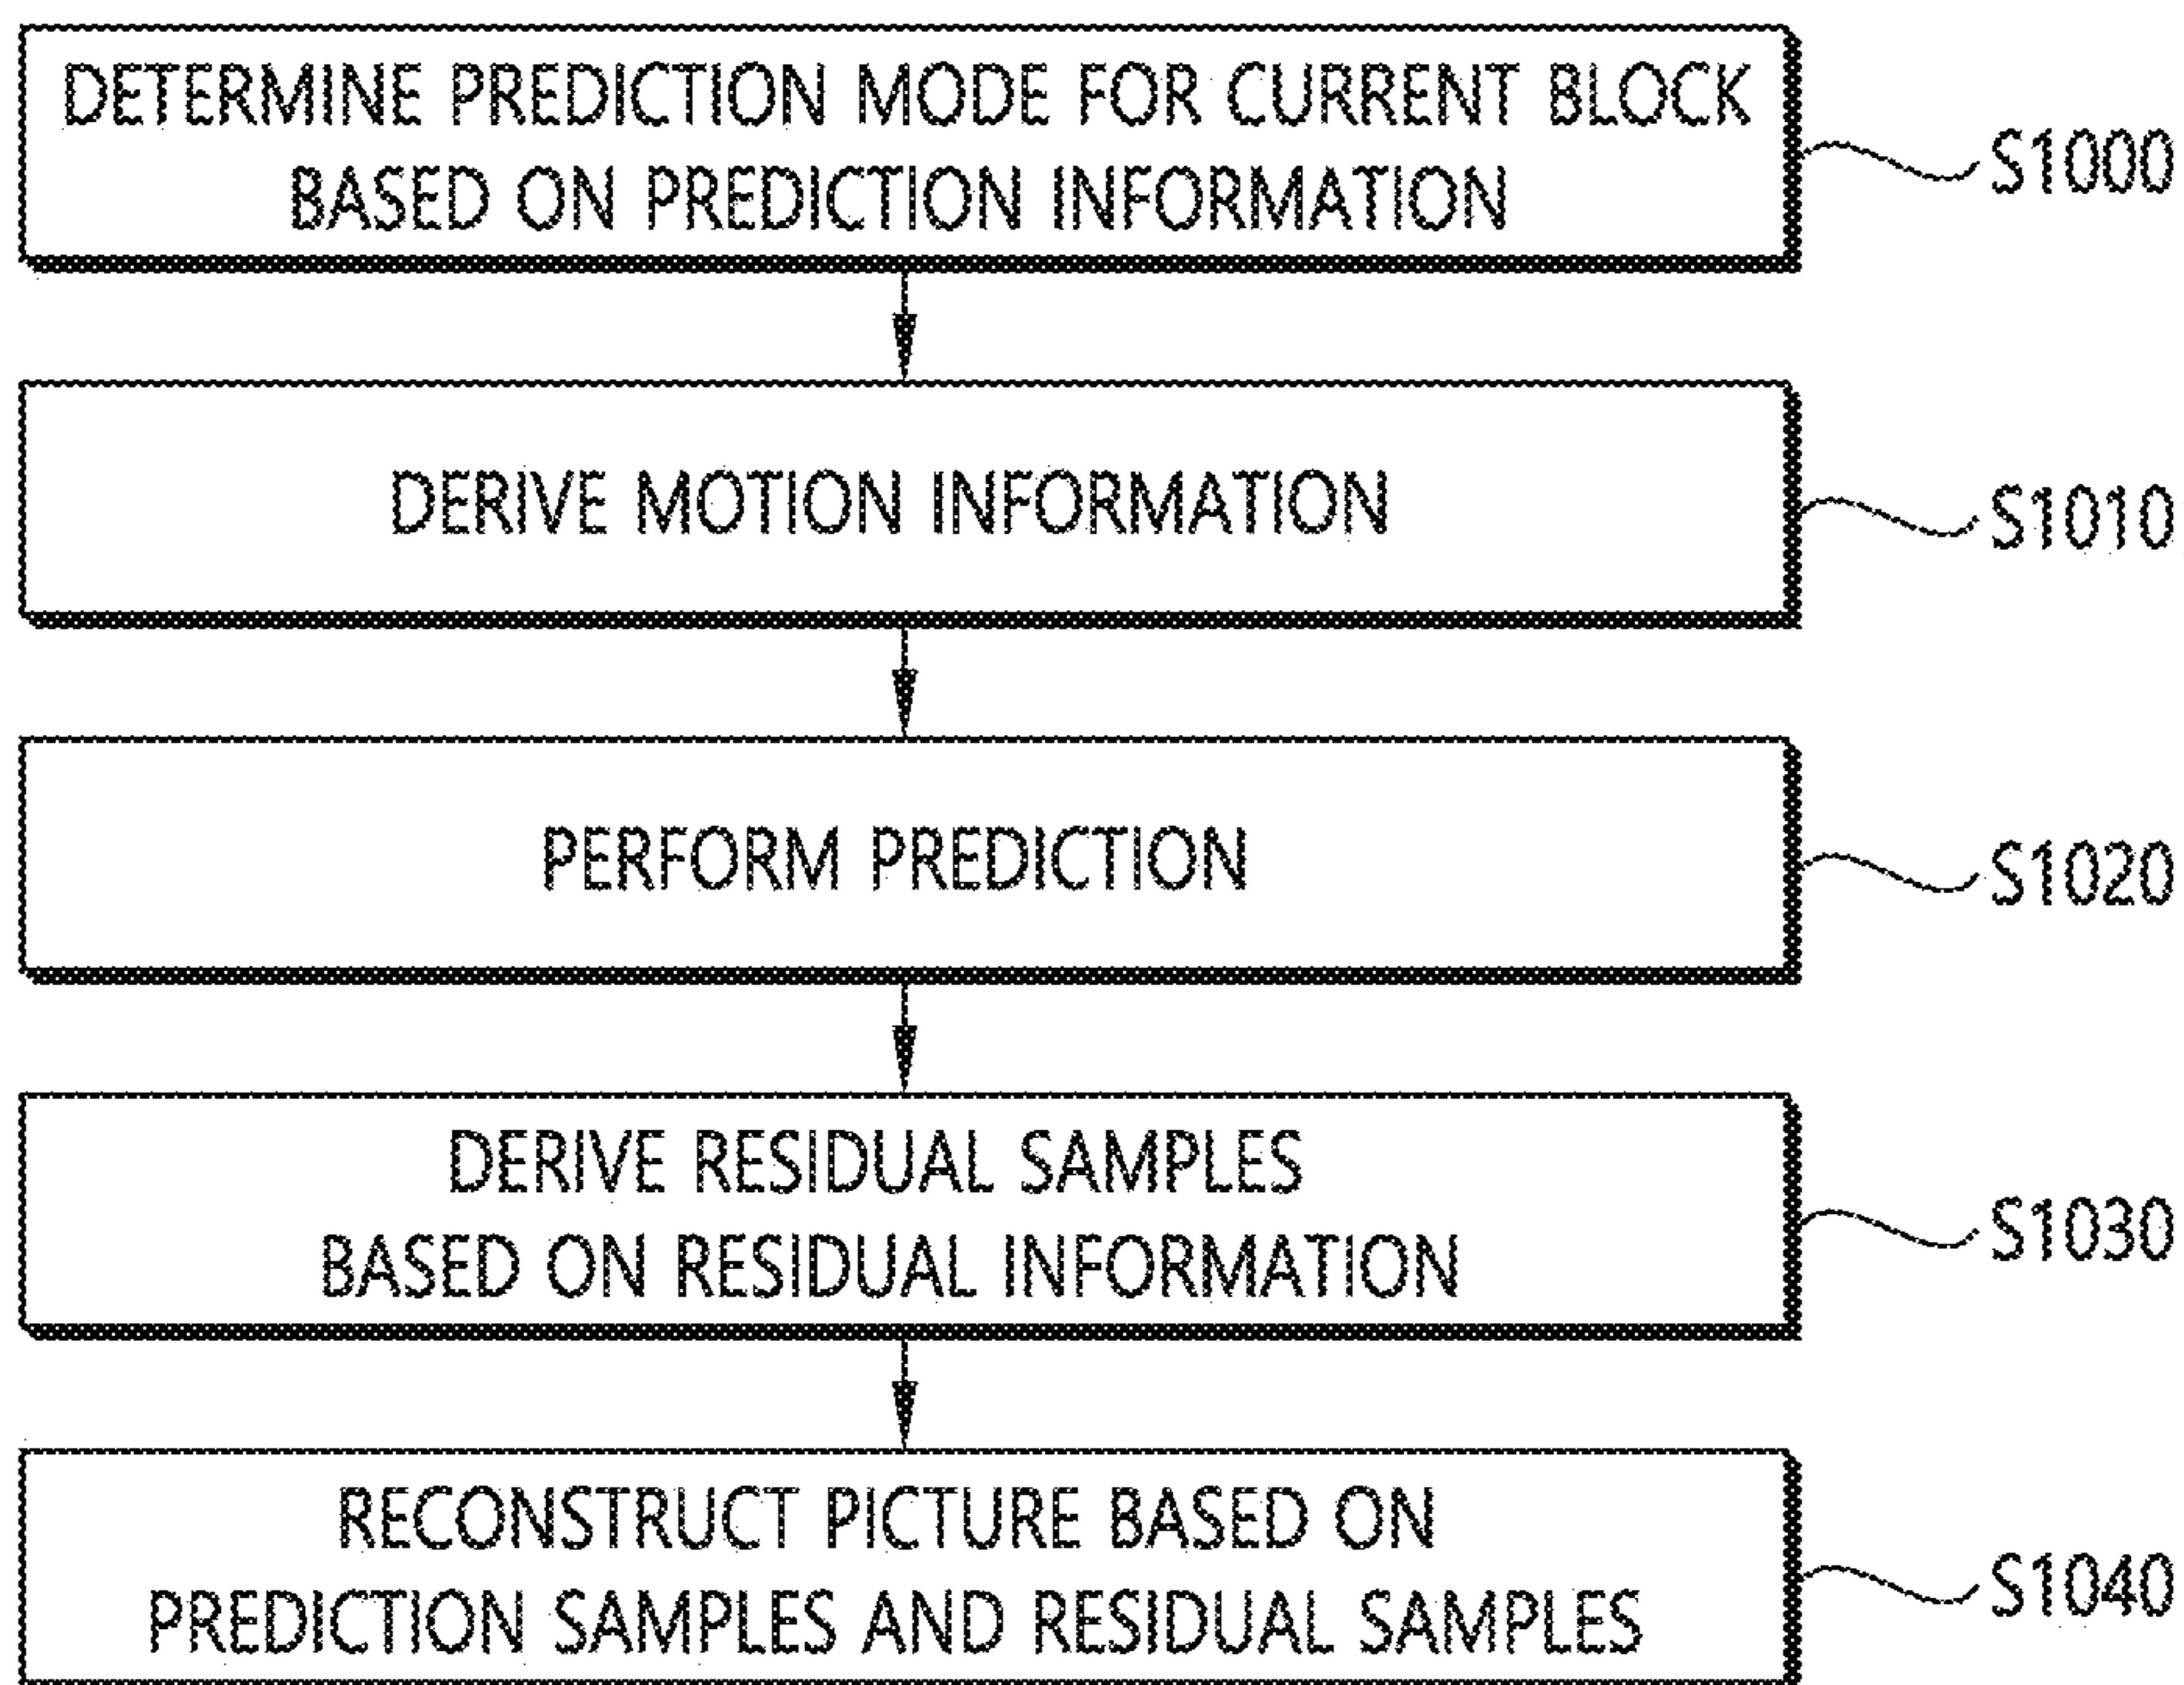 DETERMINE PREDICTION MODE FOR CURRENT BLOCK
BASED ON PREDICTION INFORMATION
S1000
DERIVE MOTION INFORMATION
S1010
PERFORM PREDICTION
S1020
DERIVE RESIDUAL SAMPLES
BASED ON RESIDUAL INFORMATION
S1030
RECONSTRUCT PICTURE BASED ON
PREDICTION SAMPLES AND RESIDUAL SAMPLES
S1040